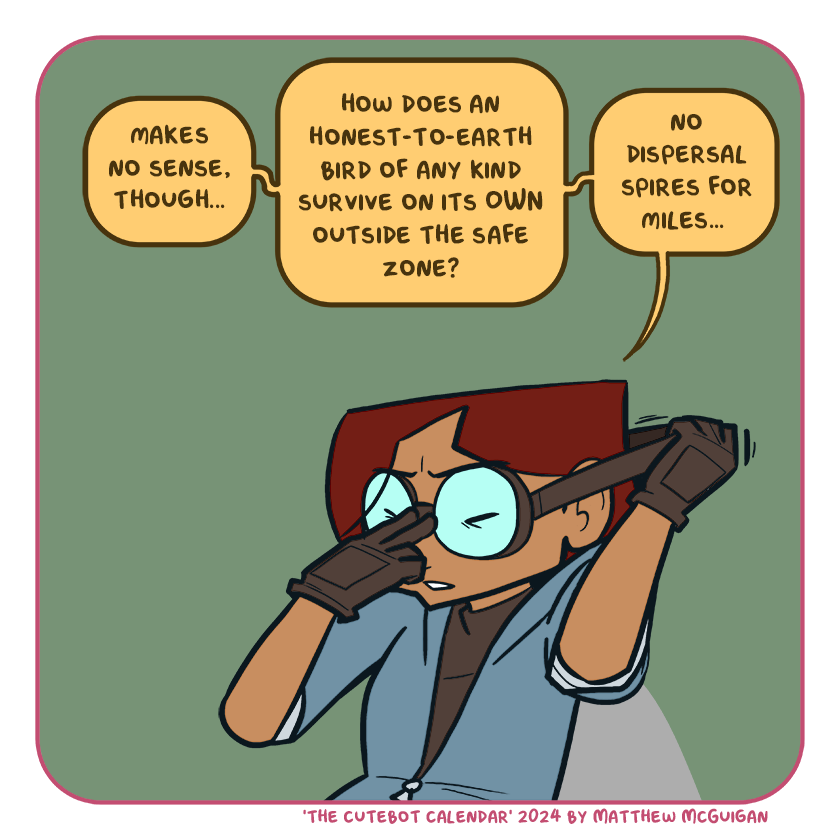 MAKES
NO SENSE,
THOUGH...
HOW DOES AN
HONEST-TO-EARTH
BIRD OF ANY KIND
SURVIVE ON ITS OWN
OUTSIDE THE SAFE
ZONE?
NO
DISPERSAL
SPIRES FOR
MILES...
'THE CUTEBOT CALENDAR' 2024 BY MATTHEW MCGUIGAN